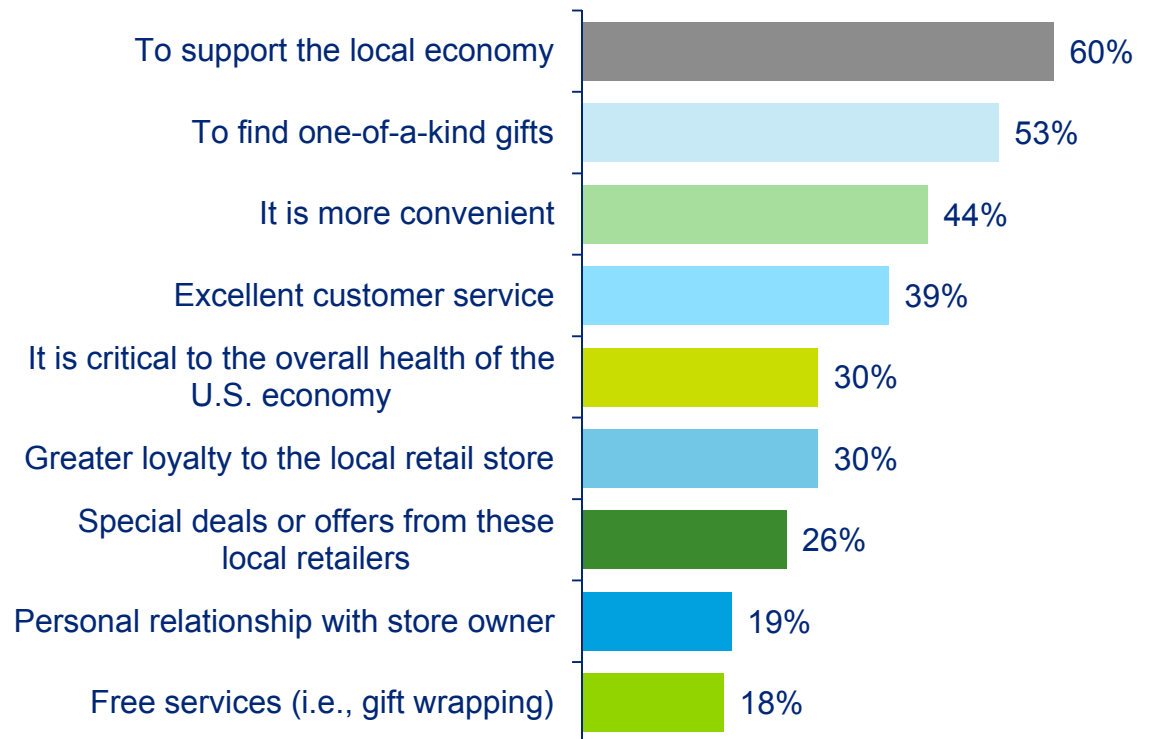 To support the local economy 60%
To find one-of-a-kind gifts 53%
It is more convenient 44%
Excellent customer service 39%
It is critical to the overall health of the
U.S. economy
30%
Greater loyalty to the local retail store 30%
Special deals or offers from these
local retailers
26%
Personal relationship with store owner 19%
Free services (i.e., gift wrapping) 18%